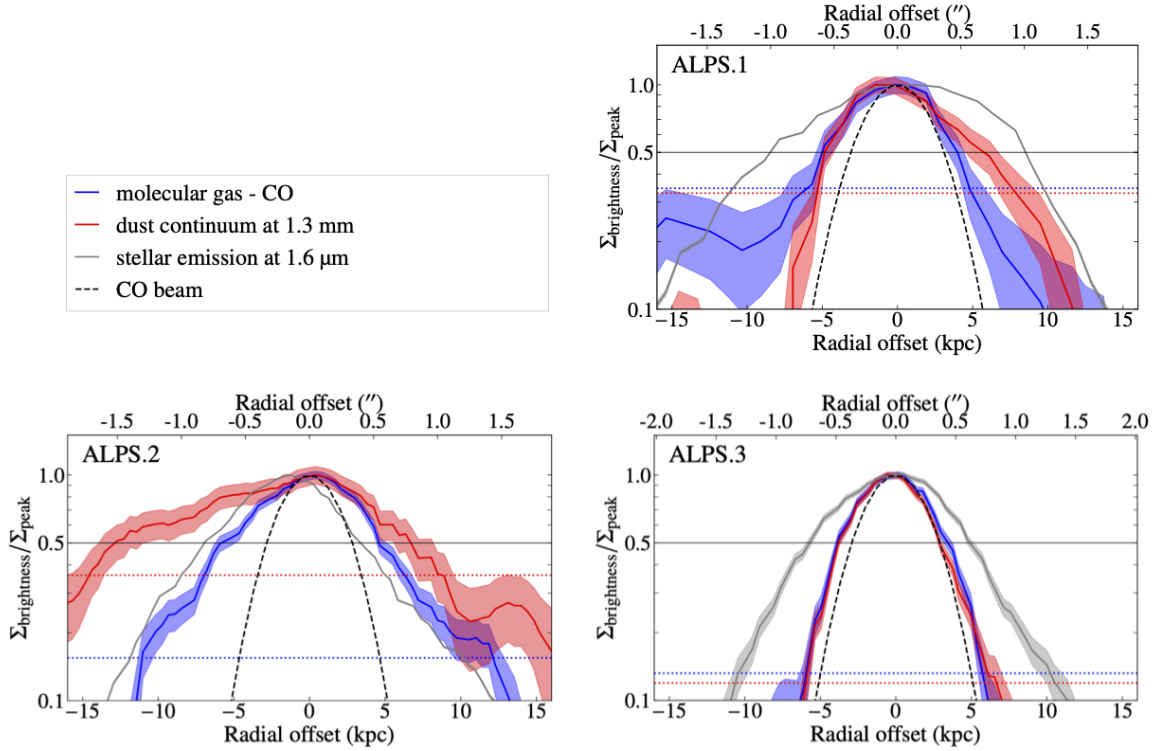 Radial offset (″)
-1.5 -1.0 -0.5 0.0 0.5 1.0 1.5
ALPS.1
1.0
0.5
0.1
Σbrightness/Σpeak
−15 −10 −5 0 5 10 15
Radial offset (kpc)
molecular gas - CO
dust continuum at 1.3 mm
stellar emission at 1.6 μm
CO beam
Radial offset (″)
-1.5 -1.0 -0.5 0.0 0.5 1.0 1.5
ALPS.2
1.0
0.5
0.1
Σbrightness/Σpeak
−15 −10 −5 0 5 10 15
Radial offset (kpc)
Radial offset (″)
-2.0 -1.5 -1.0 -0.5 0.0 0.5 1.0 1.5 2.0
ALPS.3
1.0
0.5
0.1
Σbrightness/Σpeak
−15 −10 −5 0 5 10 15
Radial offset (kpc)